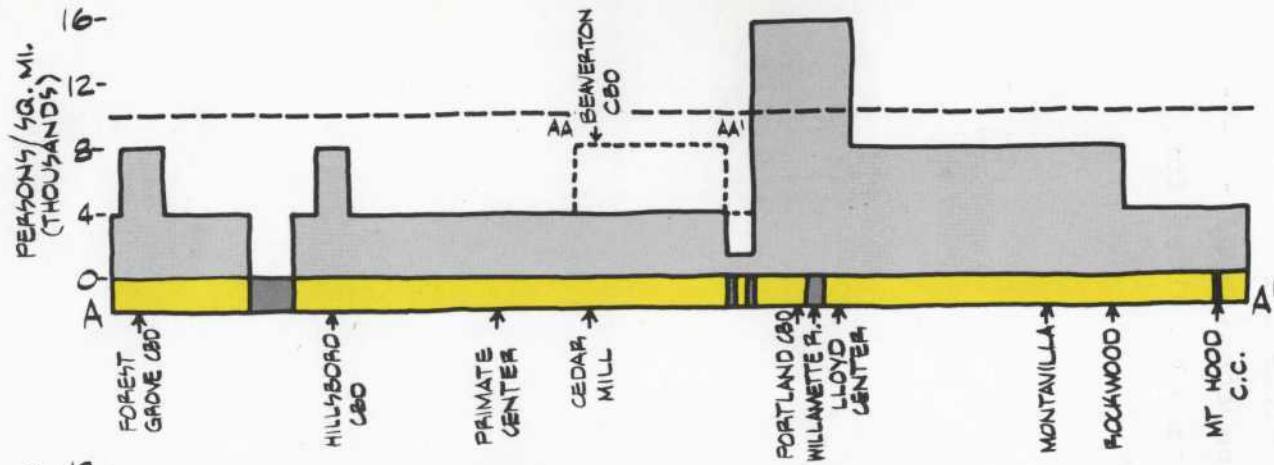 PERSONS/SQ. MI.
(THOUSANDS)
16-
12-
8-
4-
0-
BEAVERTON
CBD
AA
AA'
A
A'
FOREST
GROVE CBD
HILLSBORO
CBD
PRIMATE
CENTER
CEDAR
MILL
PORTLAND CBD
WILLAMETTE R.
LLOYD
CENTER
MONTAVILLA
ROCKWOOD
MT HOOD
C.C.